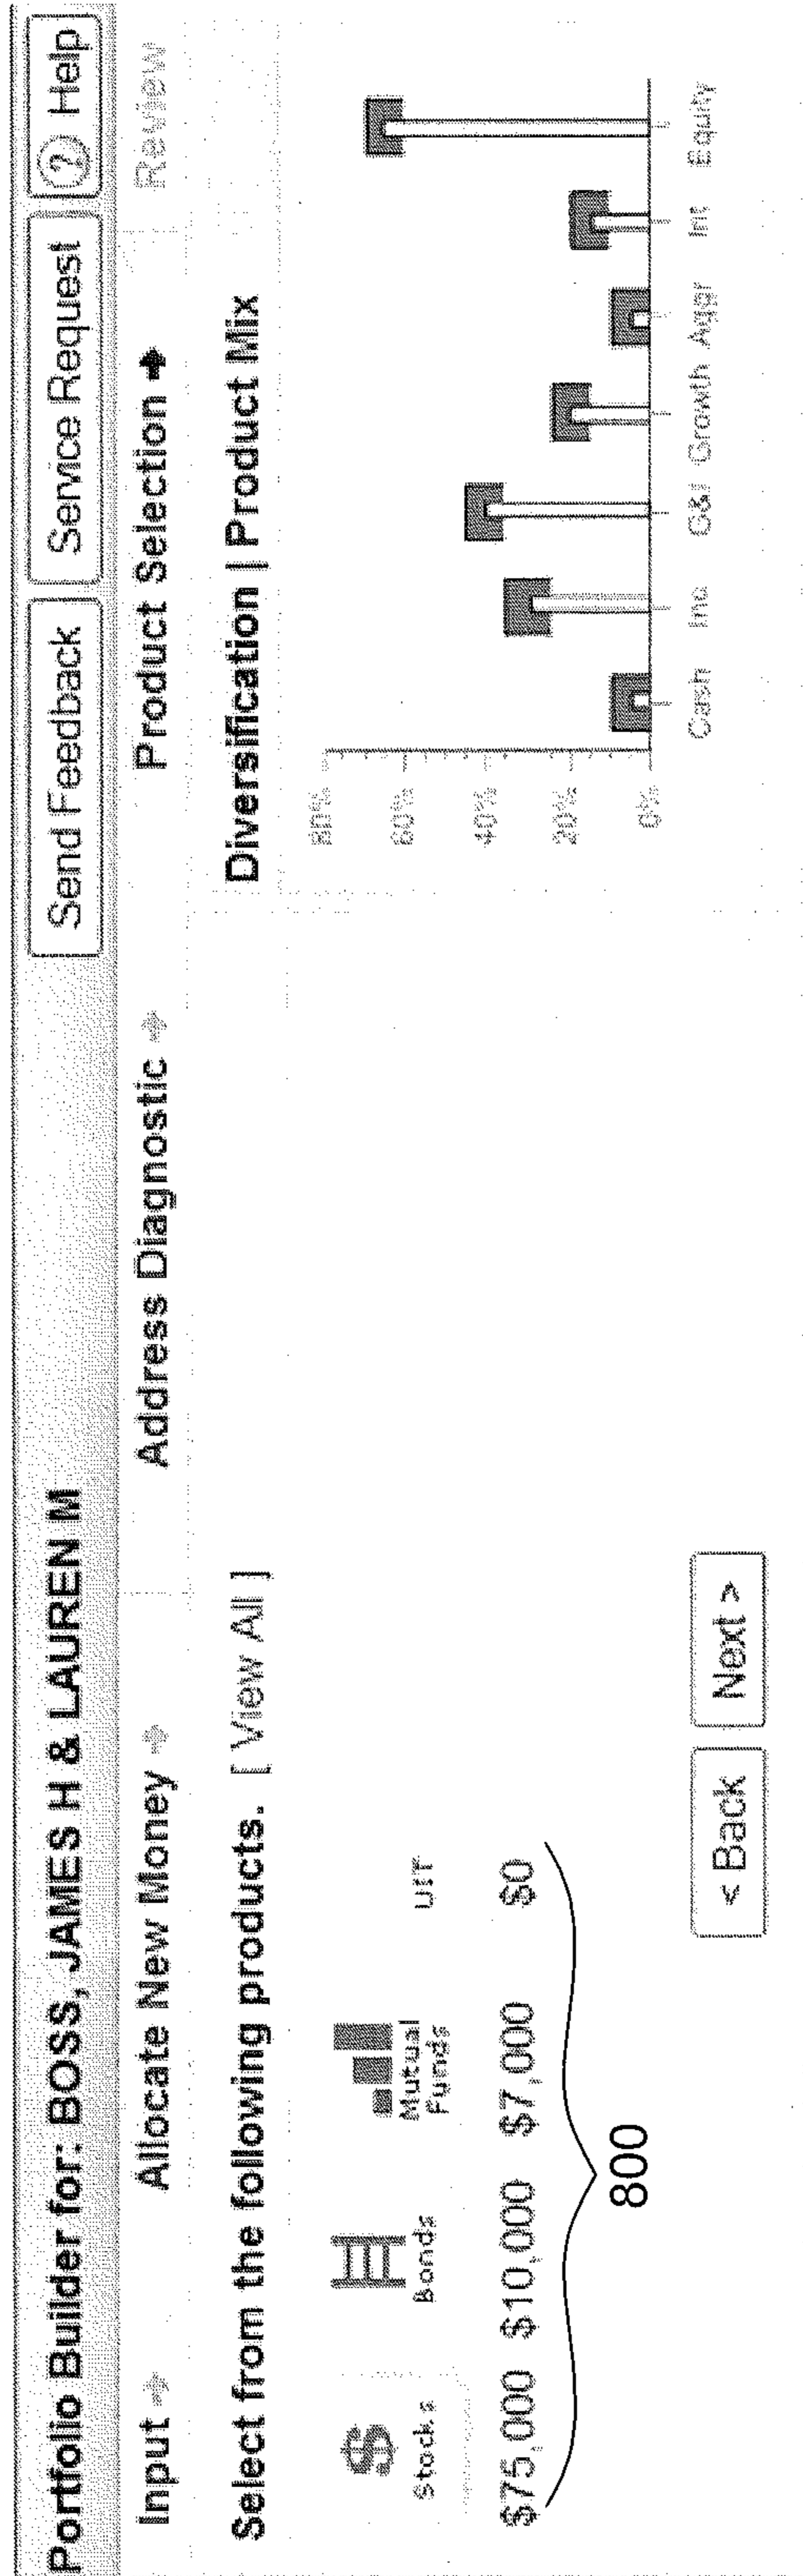 Portfolio Builder for: BOSS, JAMES H & LAUREN M
Send Feedback
Service Request
? Help
Input
Allocate New Money
Address Diagnostic
Product Selection
Review
Select from the following products. [ View All ]
Stocks
Bonds
Mutual
Funds
UIT
$75,000 $10,000 $7,000 $0
800
< Back
Next >
Diversification | Product Mix
80%
60%
40%
20%
0%
Cash Inc G&I Growth Aggr Int Equity